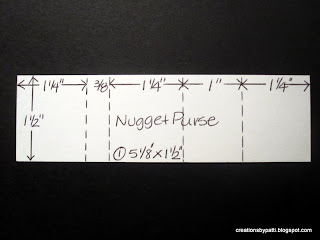 1¼" 3/8 1¼" 1" 1¼"
1½"
Nugget Purse
① 5⅛" x 1½"
creationsbypatti.blogspot.com